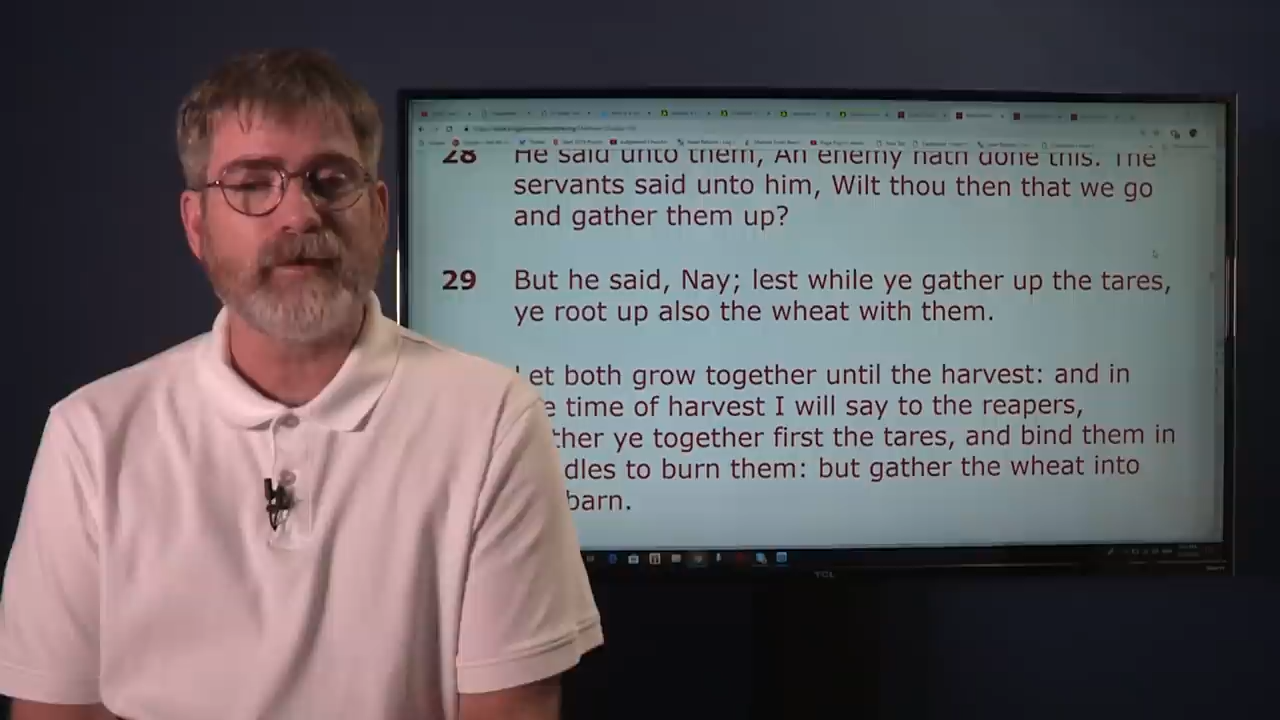 28 He said unto them, An enemy hath done this. The
servants said unto him, Wilt thou then that we go
and gather them up?
29 But he said, Nay; lest while ye gather up the tares,
ye root up also the wheat with them.
Let both grow together until the harvest: and in
e time of harvest I will say to the reapers,
ther ye together first the tares, and bind them in
dles to burn them: but gather the wheat into
barn.
TCL